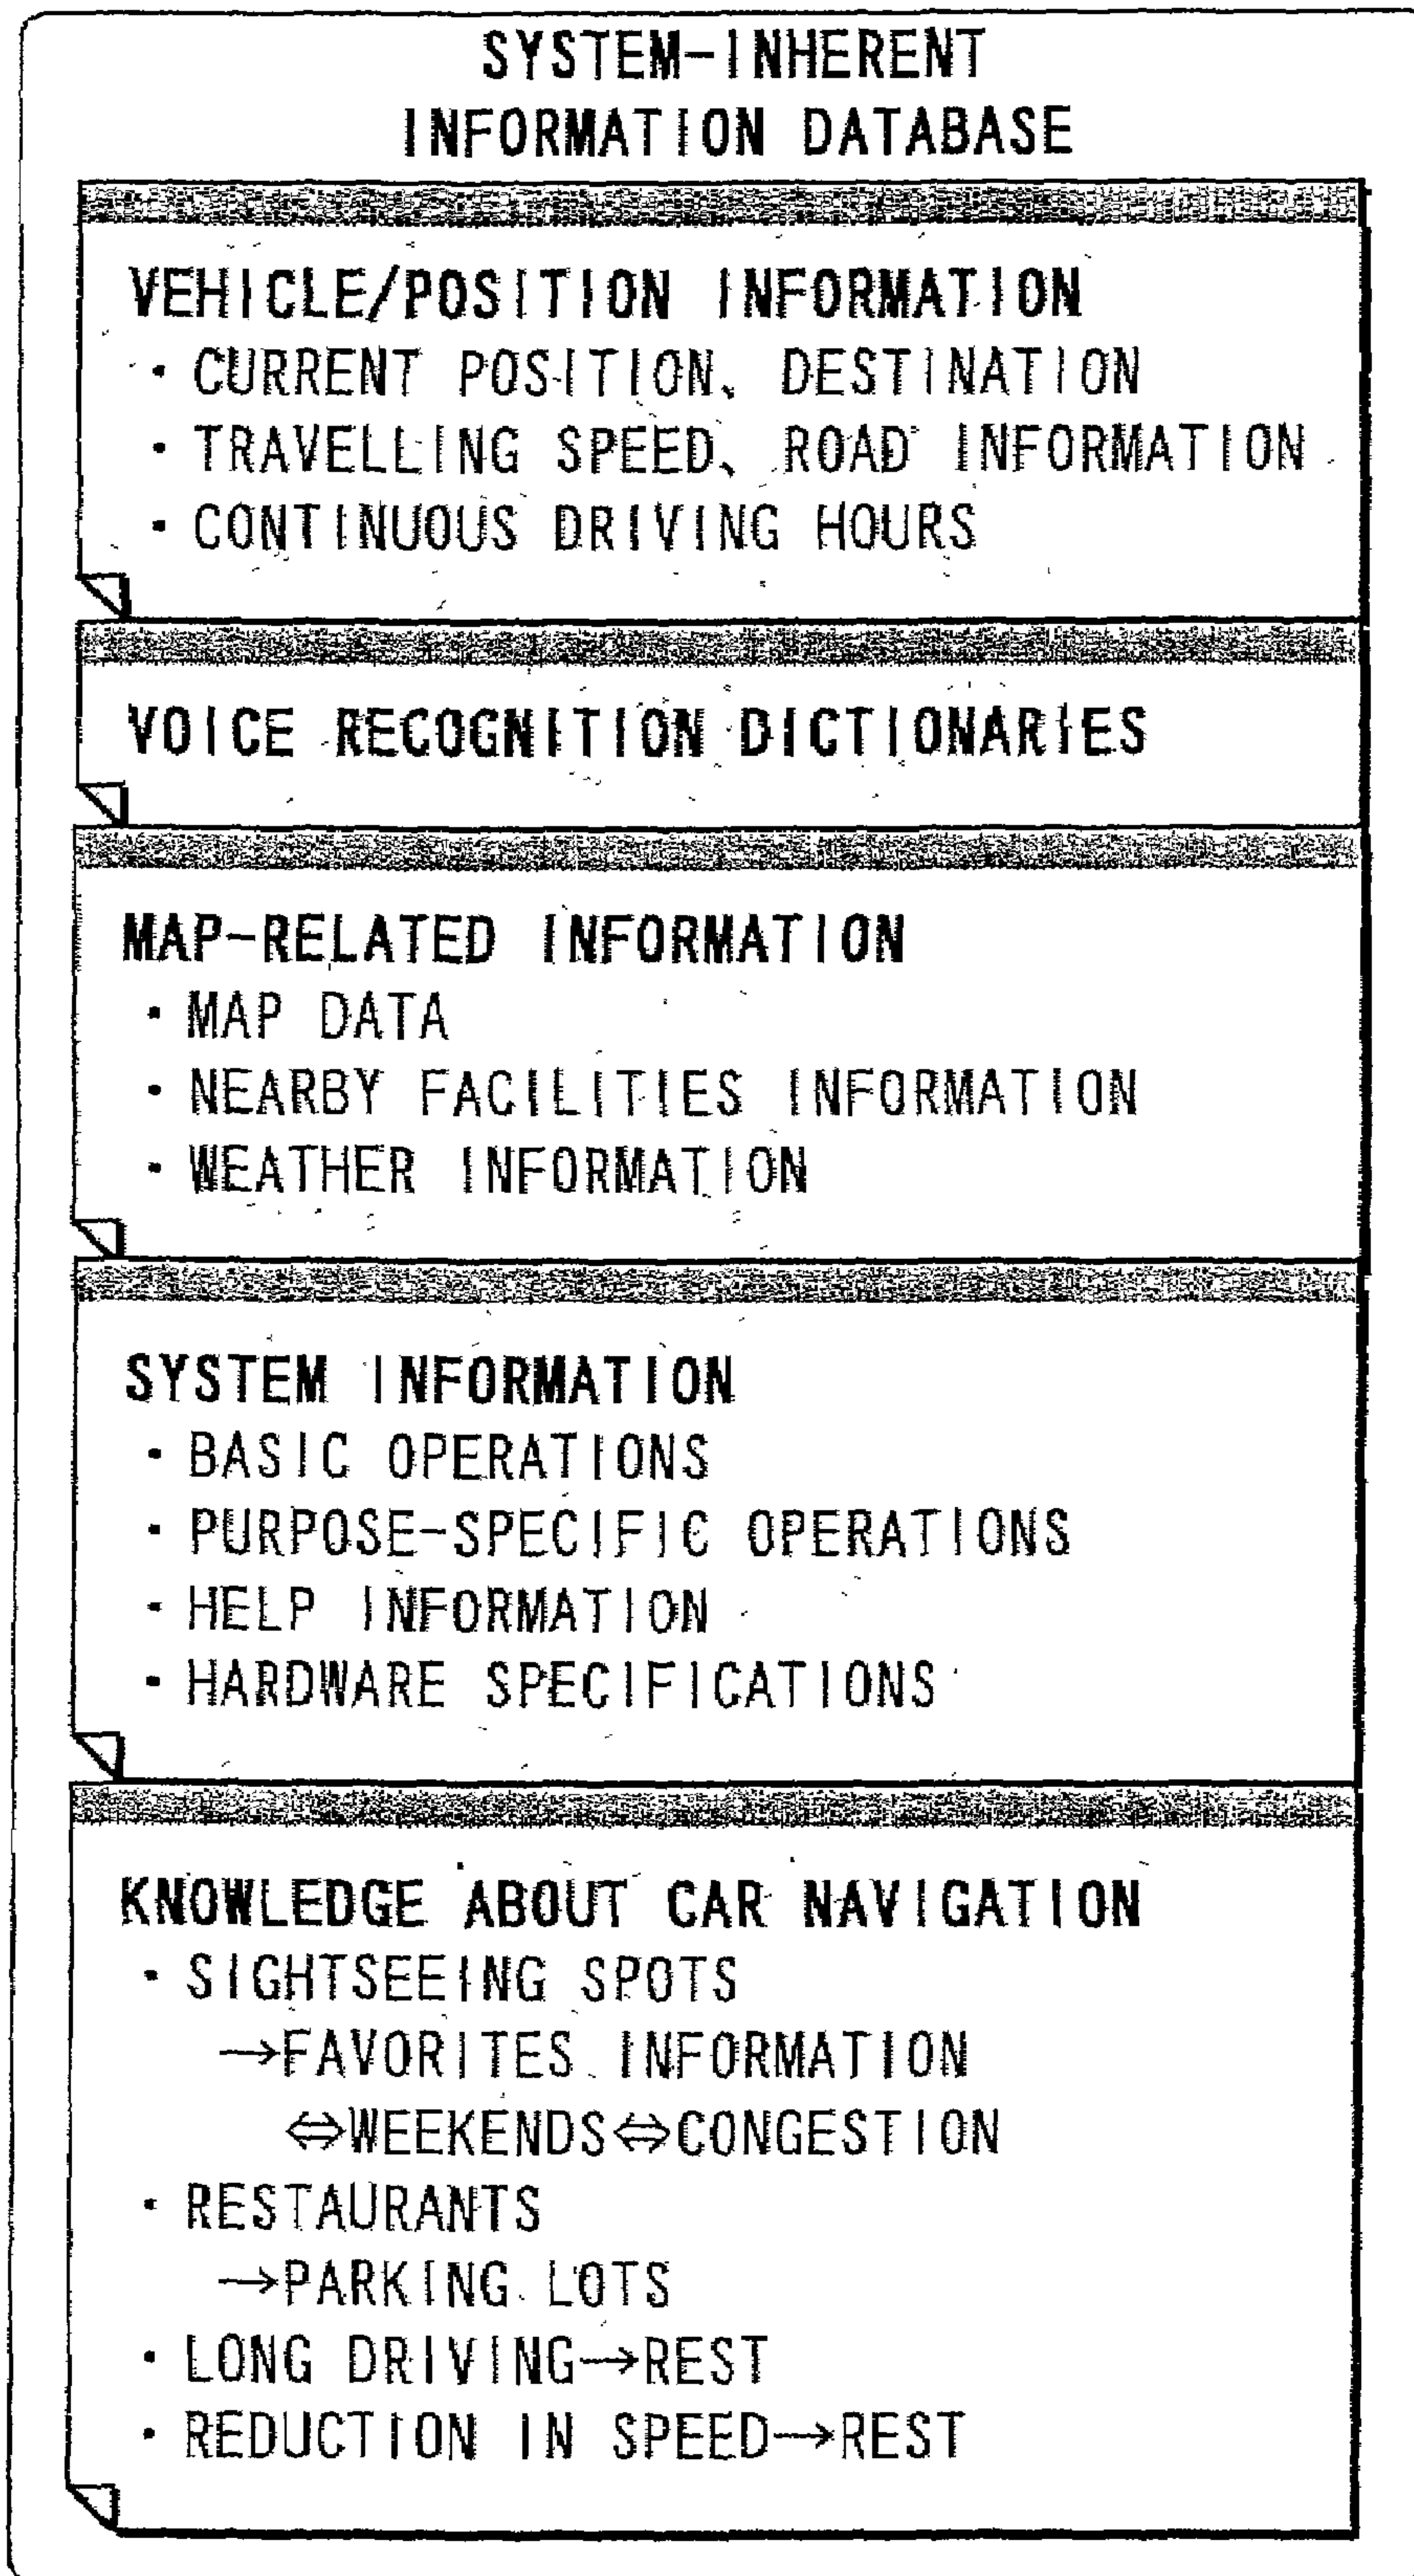 SYSTEM-INHERENT
INFORMATION DATABASE
VEHICLE/POSITION INFORMATION
・CURRENT POSITION、DESTINATION
・TRAVELLING SPEED、ROAD INFORMATION
・CONTINUOUS DRIVING HOURS
VOICE RECOGNITION DICTIONARIES
MAP-RELATED INFORMATION
・MAP DATA
・NEARBY FACILITIES INFORMATION
・WEATHER INFORMATION
SYSTEM INFORMATION
・BASIC OPERATIONS
・PURPOSE-SPECIFIC OPERATIONS
・HELP INFORMATION
・HARDWARE SPECIFICATIONS
KNOWLEDGE ABOUT CAR NAVIGATION
・SIGHTSEEING SPOTS
→FAVORITES INFORMATION
⇔WEEKENDS⇔CONGESTION
・RESTAURANTS
→PARKING LOTS
・LONG DRIVING→REST
・REDUCTION IN SPEED→REST